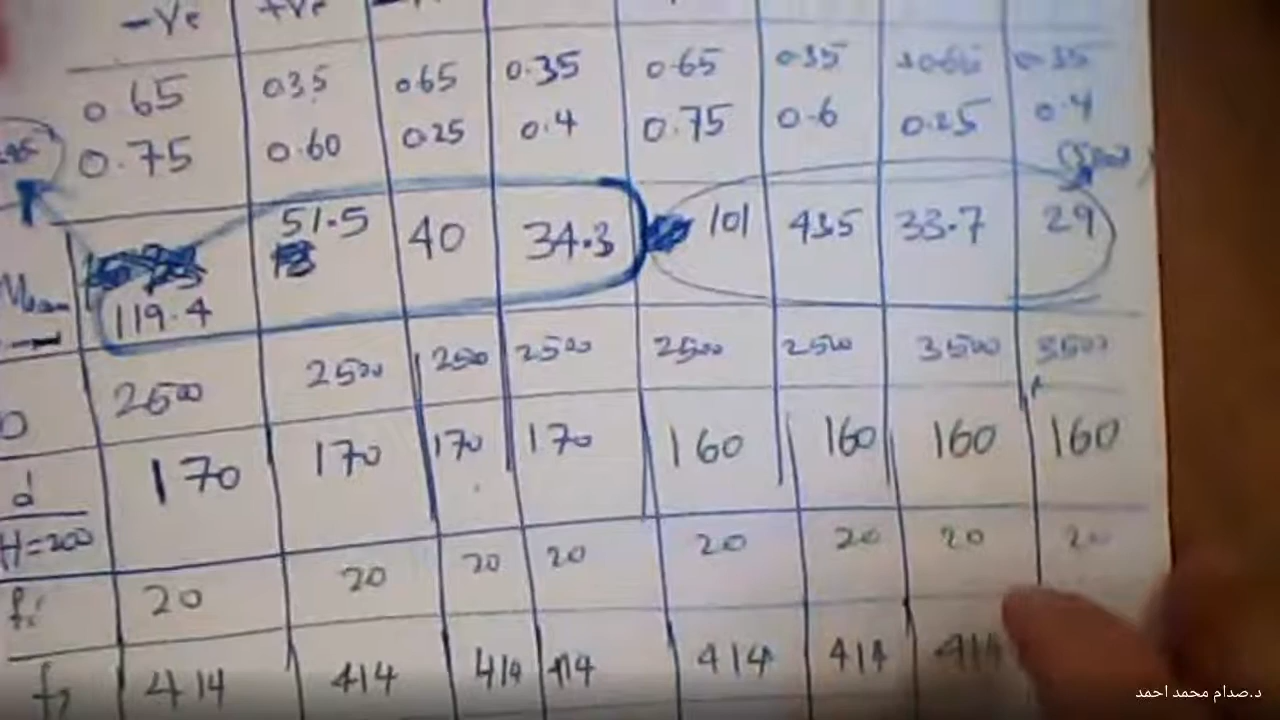 -ve +ve
0.65 0.35 0.65 0.35 0.65 0.35 0.65 0.35
0.75 0.60 0.25 0.4 0.75 0.6 0.25 0.4
51.5 40 34.3 101 43.5 33.7 29
119.4
2500 2500 2500 2500 2500 2500 3500 3500
d 170 170 170 170 160 160 160 160
H=200
20 20 20 20 20 20 20 20
414 414 414 414 414 414 414
د.صدام محمد احمد